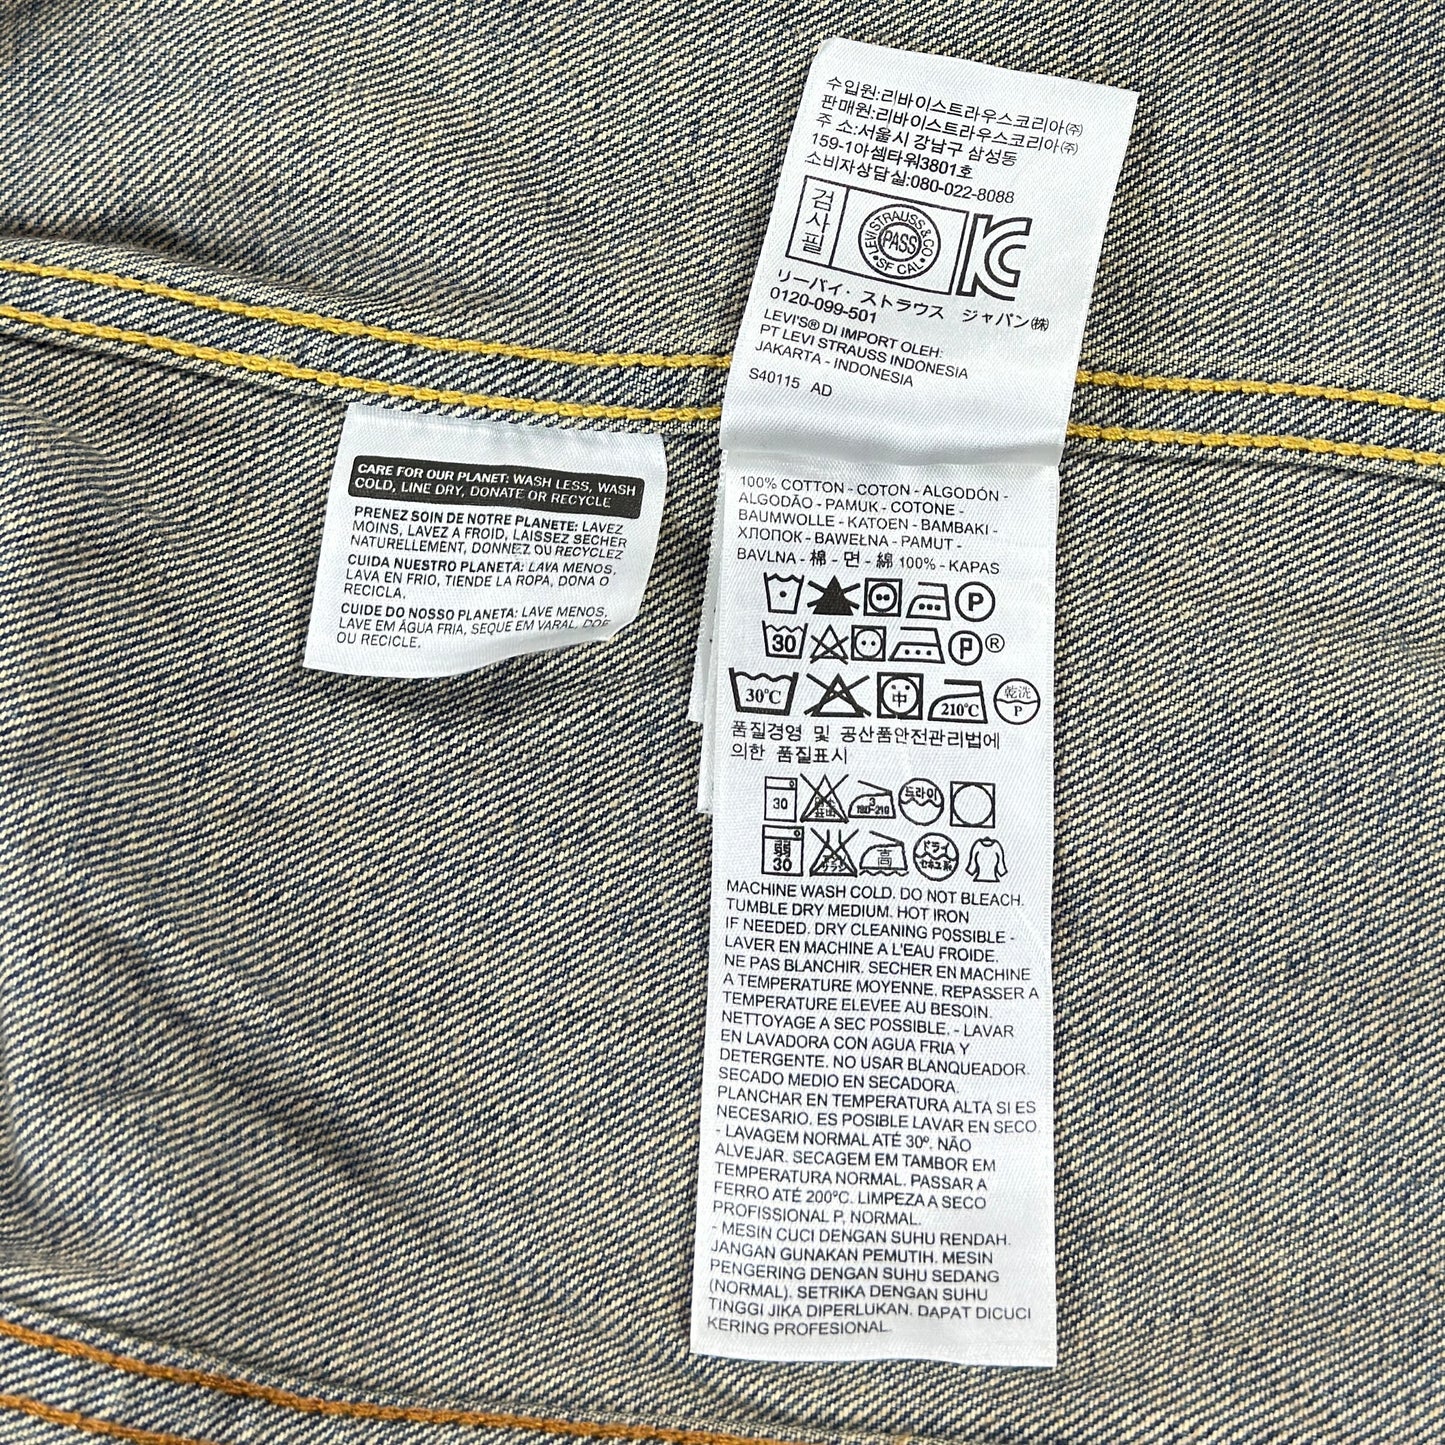 수입원:리바이스트라우스코리아㈜
판매원:리바이스트라우스코리아㈜
주 소:서울시 강남구 삼성동
159-1아셈타워3801호
소비자상담실:080-022-8088
검사필
LEVI STRAUSS & CO
PASS
• SF CAL •
KC
リーバイ・ストラウス ジャパン㈱
0120-099-501
LEVI'S® DI IMPORT OLEH:
PT LEVI STRAUSS INDONESIA
JAKARTA - INDONESIA
S40115 AD
CARE FOR OUR PLANET: WASH LESS, WASH
COLD, LINE DRY, DONATE OR RECYCLE
PRENEZ SOIN DE NOTRE PLANETE: LAVEZ
MOINS, LAVEZ A FROID, LAISSEZ SECHER
NATURELLEMENT, DONNEZ OU RECYCLEZ
CUIDA NUESTRO PLANETA: LAVA MENOS,
LAVA EN FRIO, TIENDE LA ROPA, DONA O
RECICLA.
CUIDE DO NOSSO PLANETA: LAVE MENOS,
LAVE EM ÁGUA FRIA, SEQUE EM VARAL, DOE
OU RECICLE.
100% COTTON - COTON - ALGODÓN -
ALGODÃO - PAMUK - COTONE -
BAUMWOLLE - KATOEN - BAMBAKI -
ХЛОПОК - BAWEŁNA - PAMUT -
BAVLNA - 棉 - 면 - 綿 100% - KAPAS
P
30 P ®
30°C 中 210°C 乾洗 P
품질경영 및 공산품안전관리법에
의한 품질표시
30 3 180-210 드라이
弱 30 高 ドライ
MACHINE WASH COLD. DO NOT BLEACH.
TUMBLE DRY MEDIUM. HOT IRON
IF NEEDED. DRY CLEANING POSSIBLE -
LAVER EN MACHINE A L'EAU FROIDE.
NE PAS BLANCHIR. SECHER EN MACHINE
A TEMPERATURE MOYENNE. REPASSER A
TEMPERATURE ELEVEE AU BESOIN.
NETTOYAGE A SEC POSSIBLE. - LAVAR
EN LAVADORA CON AGUA FRIA Y
DETERGENTE. NO USAR BLANQUEADOR.
SECADO MEDIO EN SECADORA.
PLANCHAR EN TEMPERATURA ALTA SI ES
NECESARIO. ES POSIBLE LAVAR EN SECO.
- LAVAGEM NORMAL ATÉ 30º. NÃO
ALVEJAR. SECAGEM EM TAMBOR EM
TEMPERATURA NORMAL. PASSAR A
FERRO ATÉ 200ºC. LIMPEZA A SECO
PROFISSIONAL P, NORMAL.
- MESIN CUCI DENGAN SUHU RENDAH.
JANGAN GUNAKAN PEMUTIH. MESIN
PENGERING DENGAN SUHU SEDANG
(NORMAL). SETRIKA DENGAN SUHU
TINGGI JIKA DIPERLUKAN. DAPAT DICUCI
KERING PROFESIONAL.